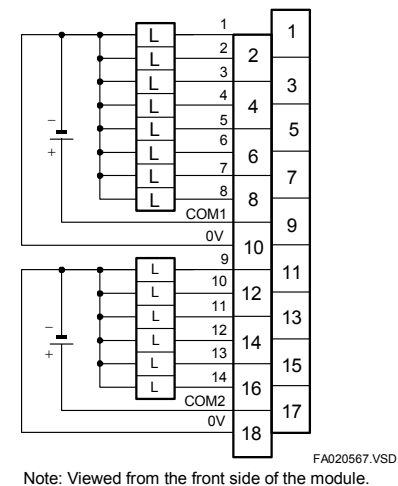 L 1
L 2
L 3
L 4
L 5
L 6
L 7
L 8
COM1
0V
L 9
L 10
L 11
L 12
L 13
L 14
COM2
0V
−
+
−
+
1
2
3
4
5
6
7
8
9
10
11
12
13
14
15
16
17
18
FA020567.VSD
Note: Viewed from the front side of the module.